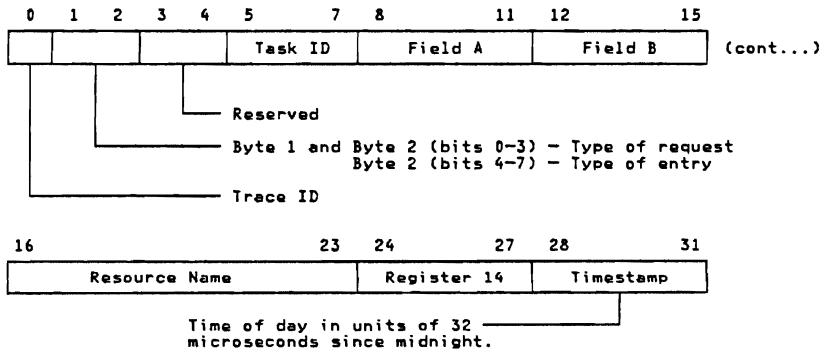 0 1 2 3 4 5 7 8 11 12 15
Task ID Field A Field B (cont...)
Reserved
Byte 1 and Byte 2 (bits 0-3) - Type of request
Byte 2 (bits 4-7) - Type of entry
Trace ID
16 23 24 27 28 31
Resource Name Register 14 Timestamp
Time of day in units of 32
microseconds since midnight.